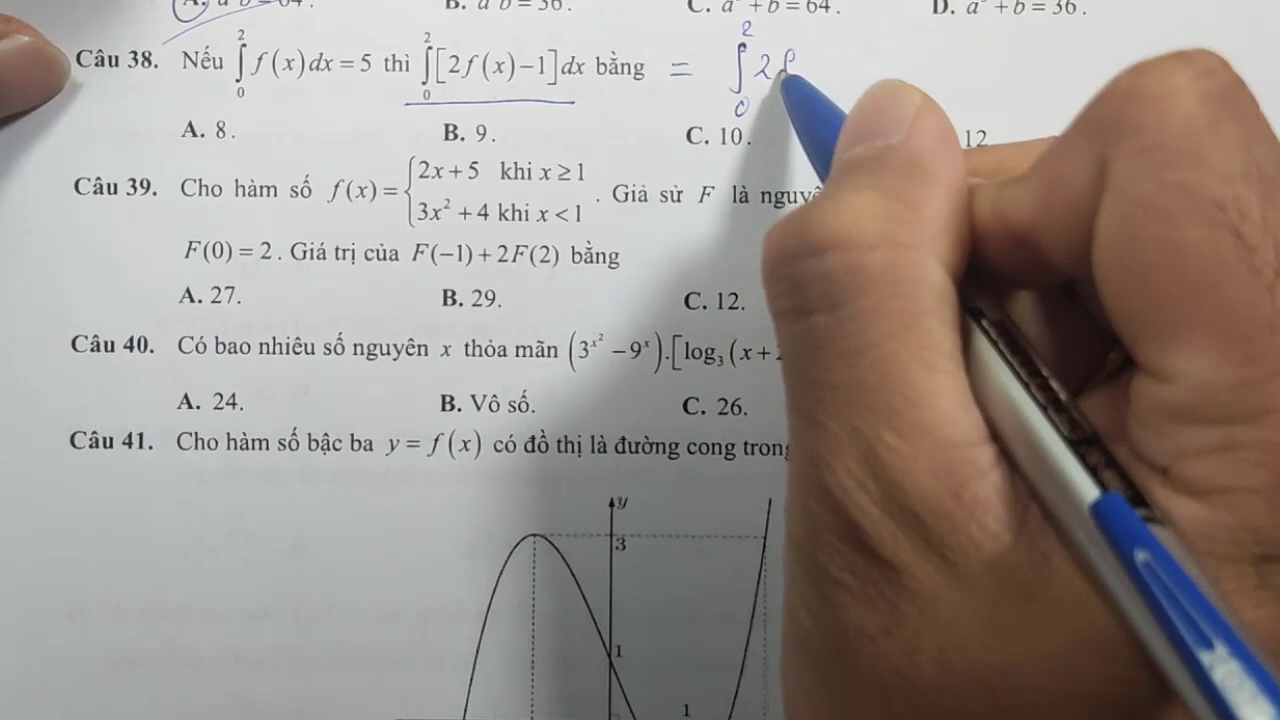 B. a b = 36. C. a + b = 64. D. a + b = 36.
Câu 38. Nếu ∫₀² f(x)dx = 5 thì ∫₀² [2f(x)−1]dx bằng = ∫₀² 2f
A. 8. B. 9. C. 10. 12
Câu 39. Cho hàm số f(x) = { 2x+5 khi x ≥ 1
3x² + 4 khi x < 1 . Giả sử F là
F(0) = 2. Giá trị của F(−1) + 2F(2) bằng
A. 27. B. 29. C. 12.
Câu 40. Có bao nhiêu số nguyên x thỏa mãn (3^{x²} − 9^x).[log₃(x+
A. 24. B. Vô số. C. 26.
Câu 41. Cho hàm số bậc ba y = f(x) có đồ thị là đường cong trong
y
3
1
1